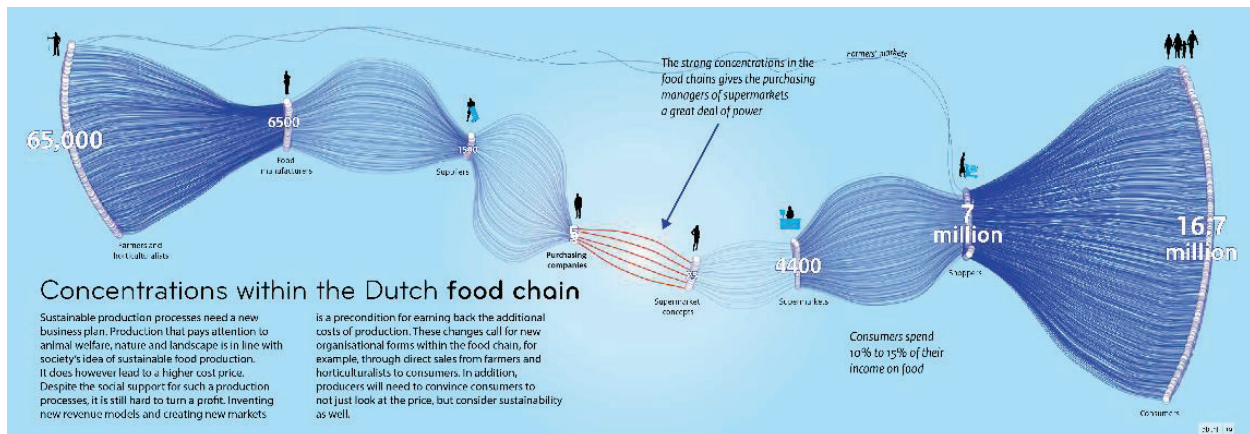 65,000
Farmers and
horticulturalists
6500
Food
manufacturers
1500
Suppliers
5
Purchasing
companies
The strong concentrations in the
food chains gives the purchasing
managers of supermarkets
a great deal of power
25
Supermarket
concepts
4400
Supermarkets
Farmers' markets
7
million
Shoppers
16,7
million
Consumers
Consumers spend
10% to 15% of their
income on food
Concentrations within the Dutch food chain
Sustainable production processes need a new
business plan. Production that pays attention to
animal welfare, nature and landscape is in line with
society's idea of sustainable food production.
It does however lead to a higher cost price.
Despite the social support for such a production
processes, it is still hard to turn a profit. Inventing
new revenue models and creating new markets
is a precondition for earning back the additional
costs of production. These changes call for new
organisational forms within the food chain, for
example, through direct sales from farmers and
horticulturalists to consumers. In addition,
producers will need to convince consumers to
not just look at the price, but consider sustainability
as well.